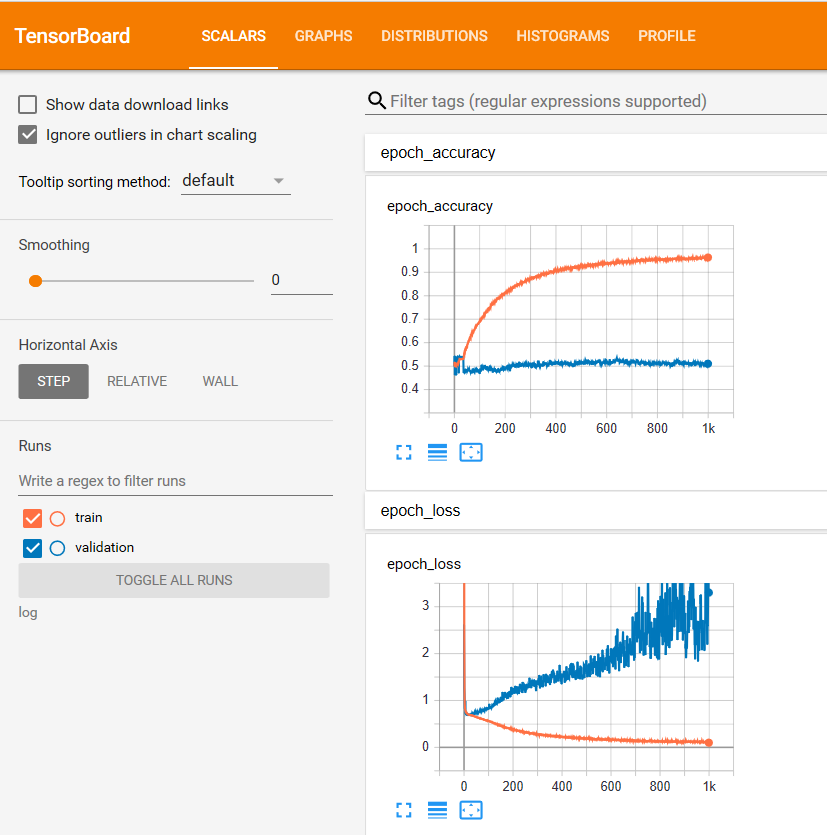 TensorBoard
SCALARS GRAPHS DISTRIBUTIONS HISTOGRAMS PROFILE
Show data download links
Ignore outliers in chart scaling
Tooltip sorting method: default
Smoothing
0
Horizontal Axis
STEP RELATIVE WALL
Runs
Write a regex to filter runs
train
validation
TOGGLE ALL RUNS
log
Filter tags (regular expressions supported)
epoch_accuracy
epoch_accuracy
1
0.9
0.8
0.7
0.6
0.5
0.4
0 200 400 600 800 1k
epoch_loss
epoch_loss
3
2
1
0
0 200 400 600 800 1k